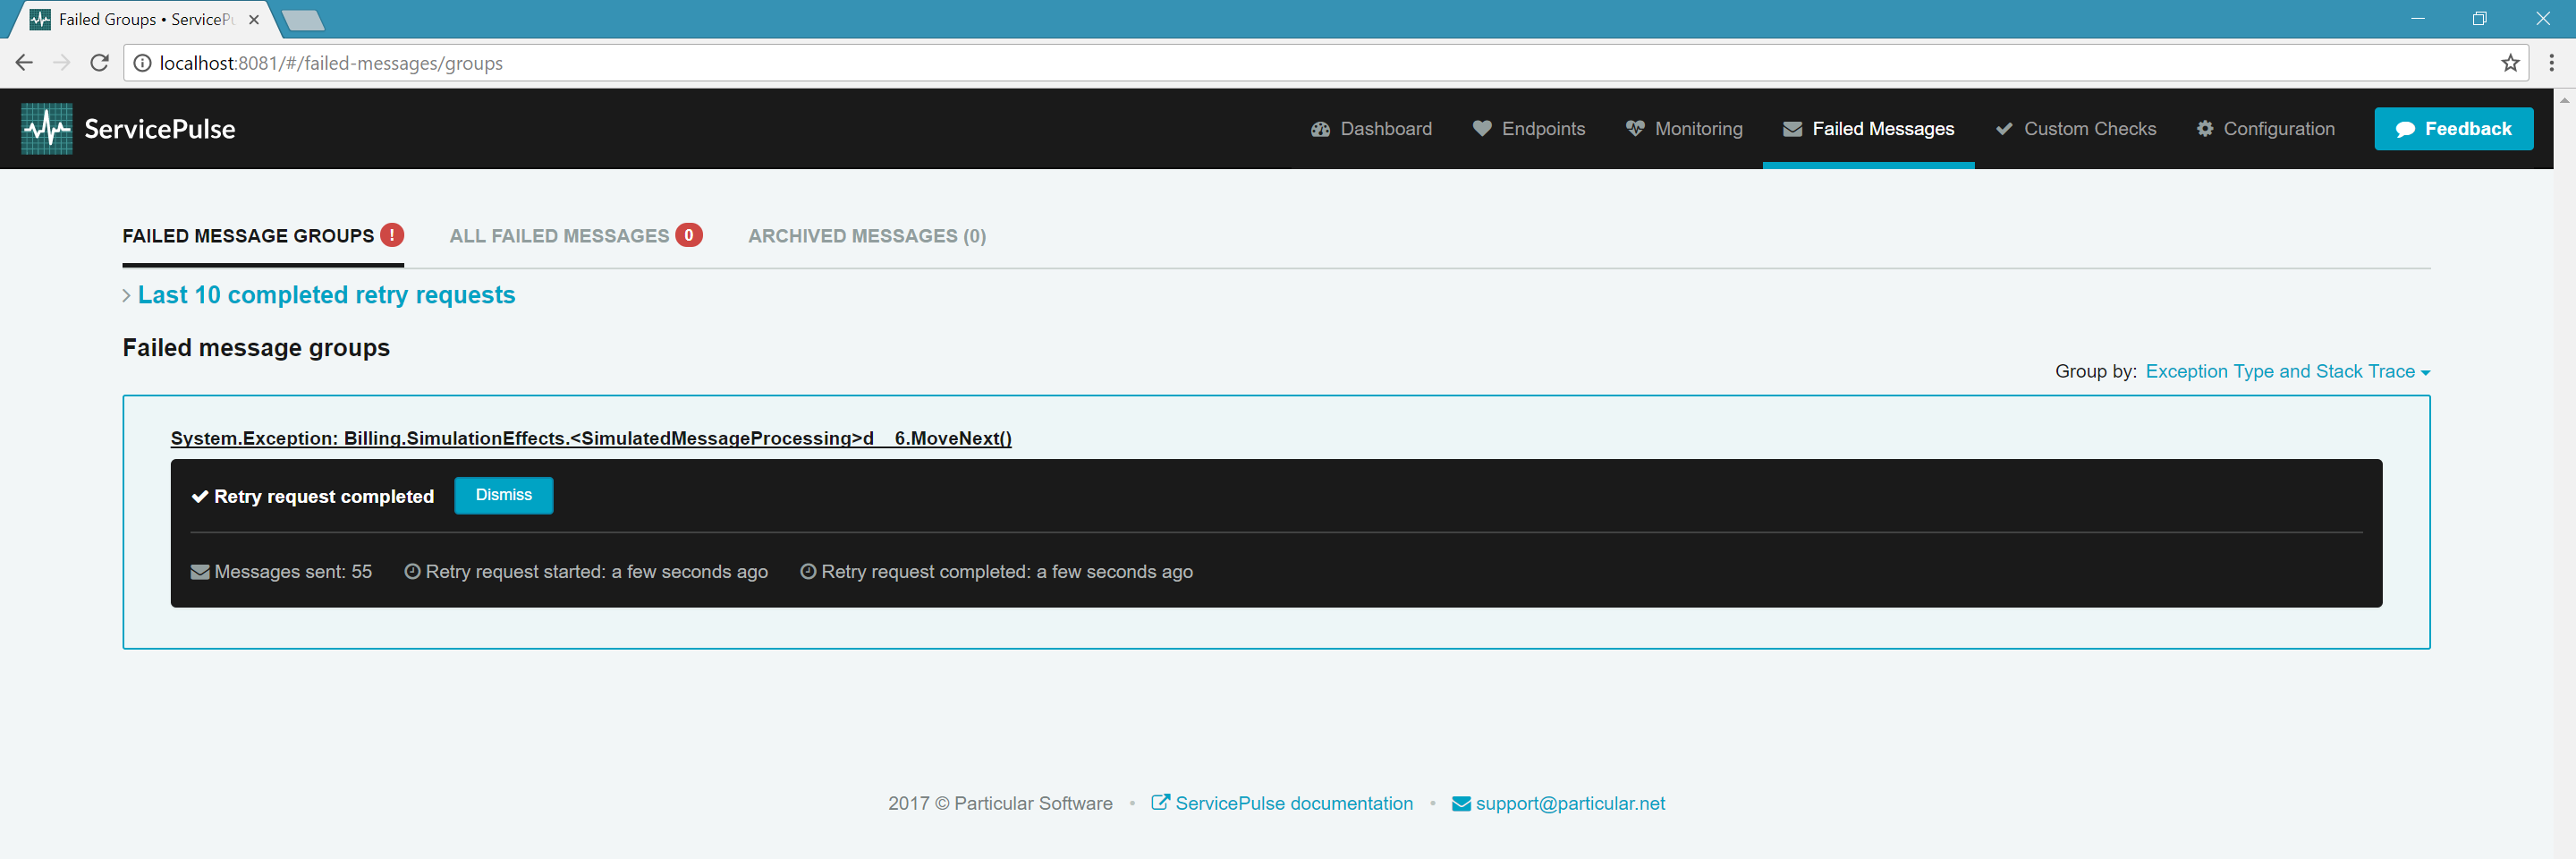 Failed Groups • ServicePu
localhost:8081/#/failed-messages/groups
ServicePulse
Dashboard
Endpoints
Monitoring
Failed Messages
Custom Checks
Configuration
Feedback
FAILED MESSAGE GROUPS !
ALL FAILED MESSAGES 0
ARCHIVED MESSAGES (0)
Last 10 completed retry requests
Failed message groups
Group by: Exception Type and Stack Trace
System.Exception: Billing.SimulationEffects.<SimulatedMessageProcessing>d__6.MoveNext()
Retry request completed
Dismiss
Messages sent: 55
Retry request started: a few seconds ago
Retry request completed: a few seconds ago
2017 © Particular Software • ServicePulse documentation • support@particular.net